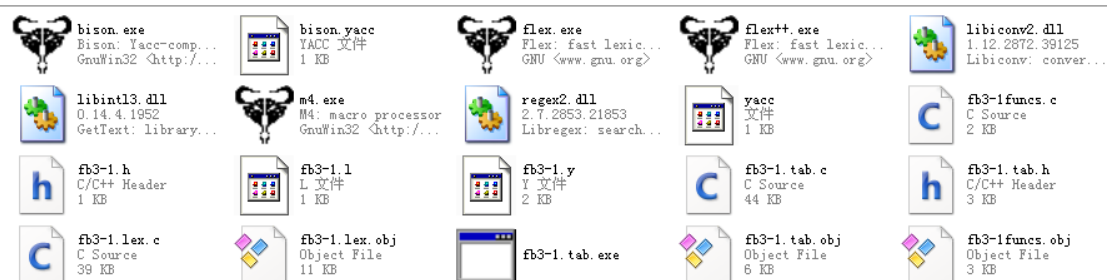 bison.exe
Bison: Yacc-comp...
GnuWin32 <http:/...
bison.yacc
YACC 文件
1 KB
flex.exe
Flex: fast lexic...
GNU <www.gnu.org>
flex++.exe
Flex: fast lexic...
GNU <www.gnu.org>
libiconv2.dll
1.12.2872.39125
Libiconv: conver...
libintl3.dll
0.14.4.1952
GetText: library...
m4.exe
M4: macro processor
GnuWin32 <http:/...
regex2.dll
2.7.2853.21853
Libregex: search...
yacc
文件
1 KB
C
fb3-1funcs.c
C Source
2 KB
h
fb3-1.h
C/C++ Header
1 KB
fb3-1.l
L 文件
1 KB
fb3-1.y
Y 文件
2 KB
C
fb3-1.tab.c
C Source
44 KB
h
fb3-1.tab.h
C/C++ Header
3 KB
C
fb3-1.lex.c
C Source
39 KB
fb3-1.lex.obj
Object File
11 KB
fb3-1.tab.exe
fb3-1.tab.obj
Object File
6 KB
fb3-1funcs.obj
Object File
3 KB